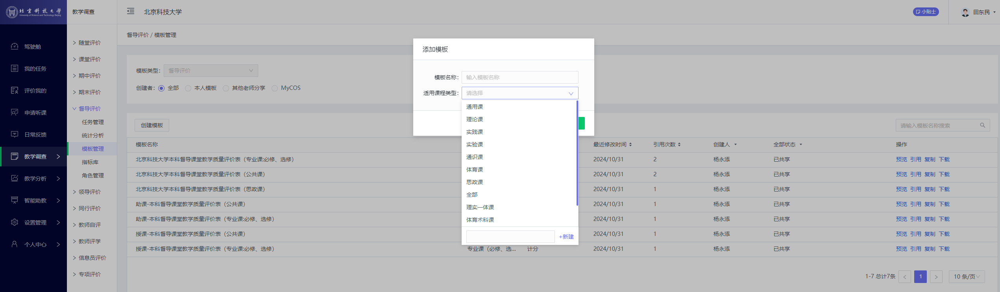 北京科技大学
University of Science and Technology Beijing
教学调查
北京科技大学
小贴士
田东民
驾驶舱
我的任务
评价我的
申请听课
日常反馈
教学调查
教学分析
智能助教
设置管理
个人中心
随堂评价
课堂评价
期中评价
期末评价
督导评价
任务管理
统计分析
模板管理
指标库
角色管理
领导评价
同行评价
教师自评
教师评学
信息员评价
专项评价
督导评价 / 模板管理
模板类型: 督导评价
创建者: 全部 本人模板 其他老师分享 MyCOS
添加模板
模板名称: 输入模板名称
适用课程类型: 请选择
通用课
理论课
实践课
实验课
通识课
体育课
思政课
全部
理实一体课
体育术科课
+新建
创建模板
请输入模板名称搜索
模板名称 最近修改时间 引用次数 创建人 全部状态 操作
北京科技大学本科督导课堂教学质量评价表（专业课:必修、选修） 2024/10/31 2 杨永添 已共享 预览 引用 复制 下载
北京科技大学本科督导课堂教学质量评价表（公共课） 2024/10/31 2 杨永添 已共享 预览 引用 复制 下载
北京科技大学本科督导课堂教学质量评价表（思政课） 2024/10/31 1 杨永添 已共享 预览 引用 复制 下载
助课-本科督导课堂教学质量评价表（公共课） 2024/10/31 1 杨永添 已共享 预览 引用 复制 下载
助课-本科督导课堂教学质量评价表（专业课:必修、选修） 2024/10/31 1 杨永添 已共享 预览 引用 复制 下载
授课-本科督导课堂教学质量评价表（公共课） 2024/10/31 1 杨永添 已共享 预览 引用 复制 下载
授课-本科督导课堂教学质量评价表（专业课:必修、选修） 专业课（必修、选... 计分 2024/10/31 1 杨永添 已共享 预览 引用 复制 下载
1-7 总计7条 < 1 > 10 条/页